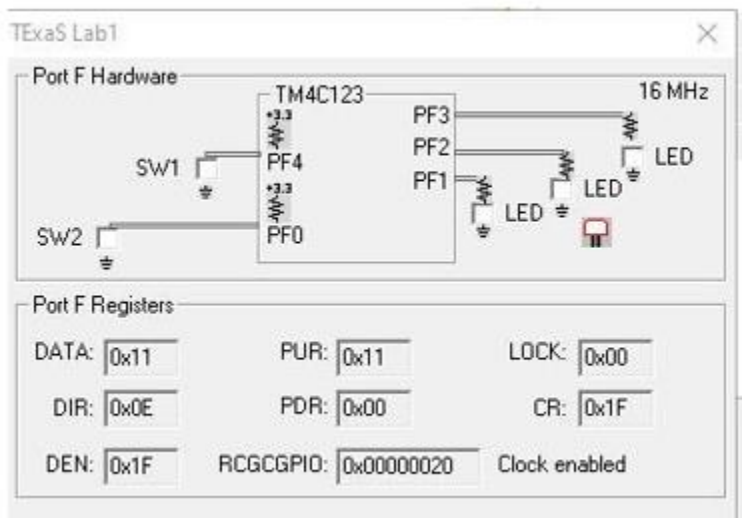 TExaS Lab1
Port F Hardware
TM4C123
16 MHz
+3.3
PF3
SW1
PF4
PF2
LED
+3.3
PF1
LED
LED
SW2
PF0
Port F Registers
DATA: 0x11 PUR: 0x11 LOCK: 0x00
DIR: 0x0E PDR: 0x00 CR: 0x1F
DEN: 0x1F RCGCGPIO: 0x00000020 Clock enabled